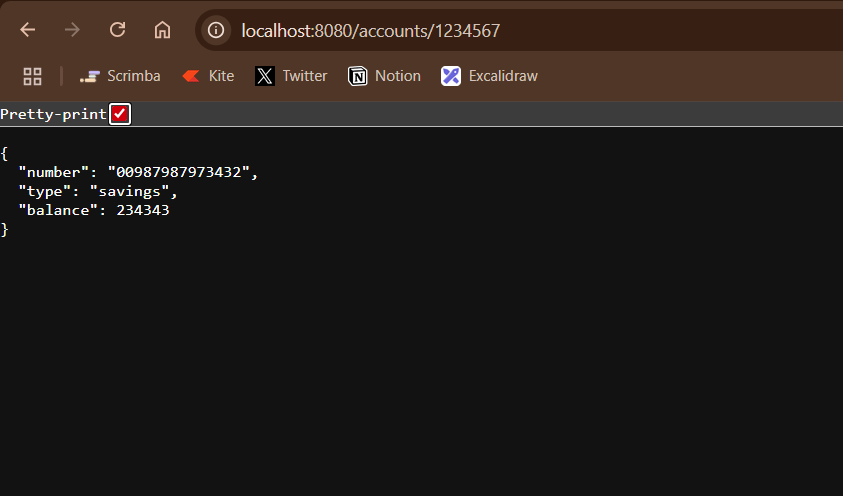 localhost:8080/accounts/1234567
Scrimba Kite Twitter Notion Excalidraw
Pretty-print
{
  "number": "00987987973432",
  "type": "savings",
  "balance": 234343
}